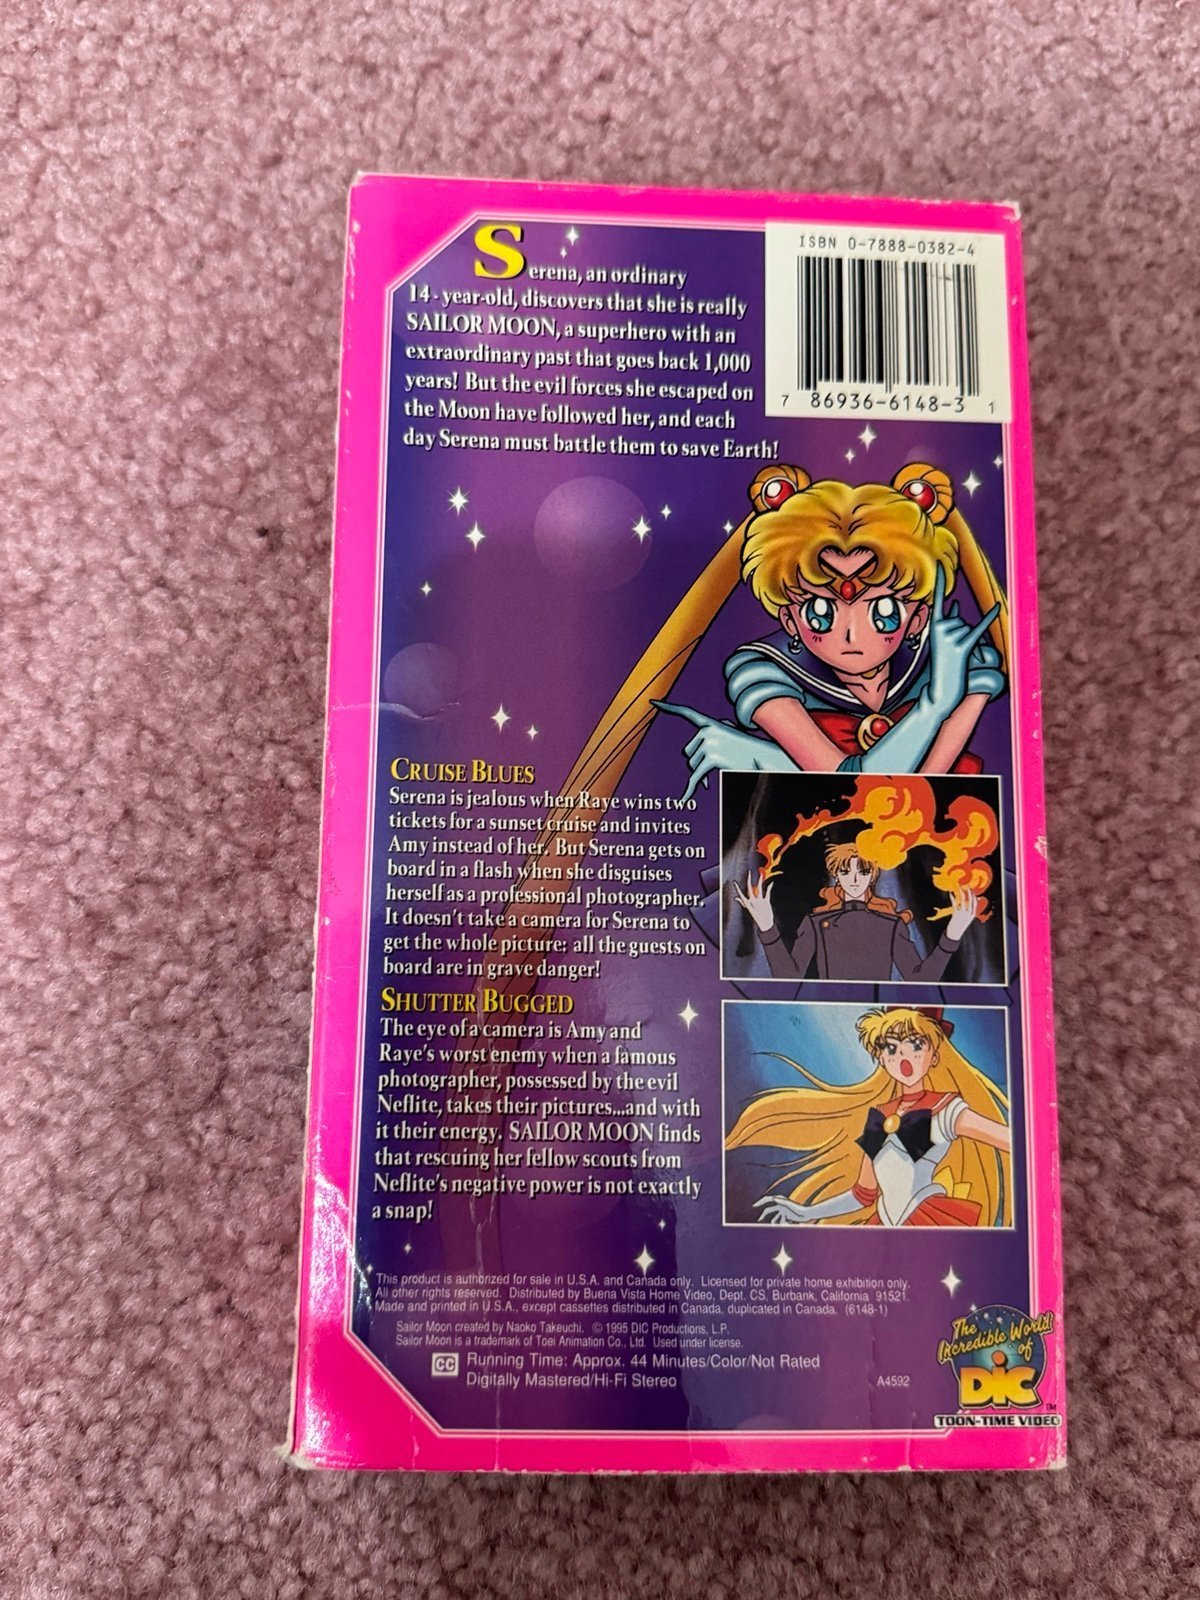 Serena, an ordinary
14-year-old, discovers that she is really
SAILOR MOON, a superhero with an
extraordinary past that goes back 1,000
years! But the evil forces she escaped on
the Moon have followed her, and each
day Serena must battle them to save Earth!
ISBN 0-7888-0382-4
7 86936-6148-3 1
CRUISE BLUES
Serena is jealous when Raye wins two
tickets for a sunset cruise and invites
Amy instead of her. But Serena gets on
board in a flash when she disguises
herself as a professional photographer.
It doesn't take a camera for Serena to
get the whole picture: all the guests on
board are in grave danger!
SHUTTER BUGGED
The eye of a camera is Amy and
Raye's worst enemy when a famous
photographer, possessed by the evil
Neflite, takes their pictures...and with
it their energy. SAILOR MOON finds
that rescuing her fellow scouts from
Neflite's negative power is not exactly
a snap!
This product is authorized for sale in U.S.A. and Canada only. Licensed for private home exhibition only.
All other rights reserved. Distributed by Buena Vista Home Video, Dept. CS, Burbank, California 91521.
Made and printed in U.S.A., except cassettes distributed in Canada, duplicated in Canada. (6148-1)
Sailor Moon created by Naoko Takeuchi. © 1995 DIC Productions, L.P.
Sailor Moon is a trademark of Toei Animation Co., Ltd. Used under license.
CC Running Time: Approx. 44 Minutes/Color/Not Rated
Digitally Mastered/Hi-Fi Stereo
A4592
The
Incredible World
of
DiC
TM
TOON-TIME VIDEO